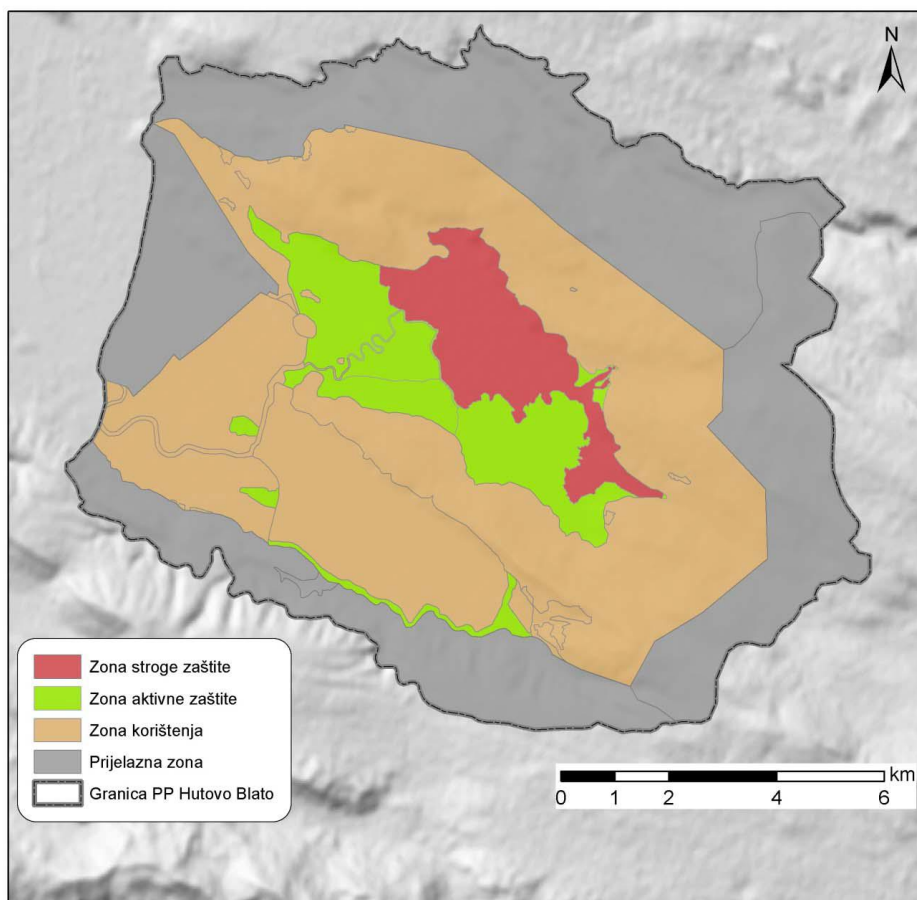 N
Zona stroge zaštite
Zona aktivne zaštite
Zona korištenja
Prijelazna zona
Granica PP Hutovo Blato
km
0 1 2 4 6